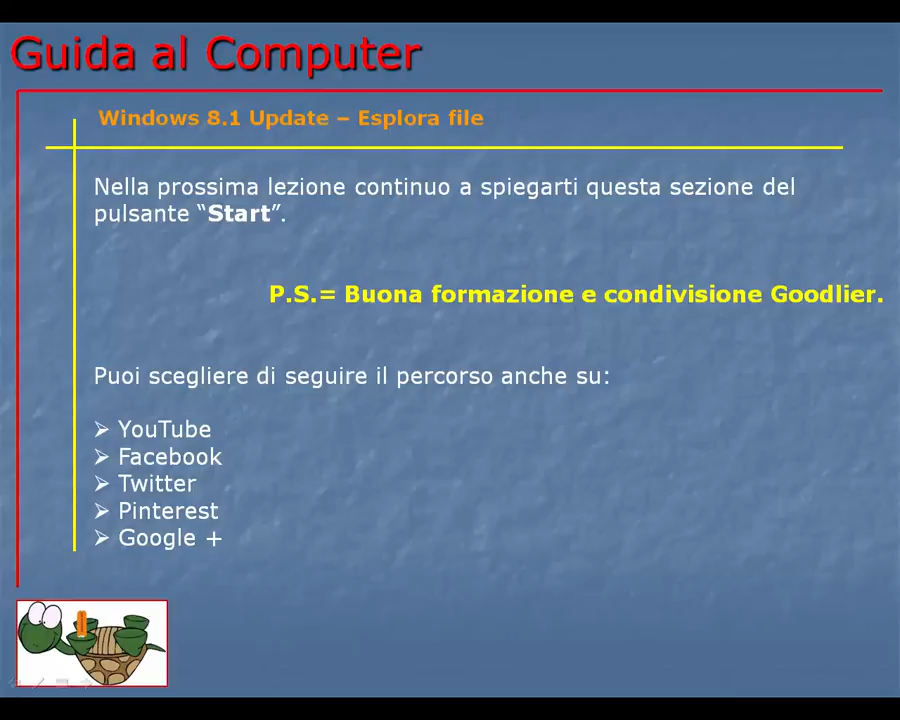 Guida al Computer
Windows 8.1 Update – Esplora file
Nella prossima lezione continuo a spiegarti questa sezione del
pulsante “Start”.
P.S.= Buona formazione e condivisione Goodlier.
Puoi scegliere di seguire il percorso anche su:
➢ YouTube
➢ Facebook
➢ Twitter
➢ Pinterest
➢ Google +